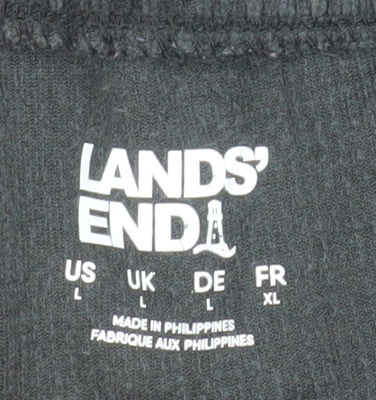 LANDS'
END
US UK DE FR
L L L XL
MADE IN PHILIPPINES
FABRIQUE AUX PHILIPPINES